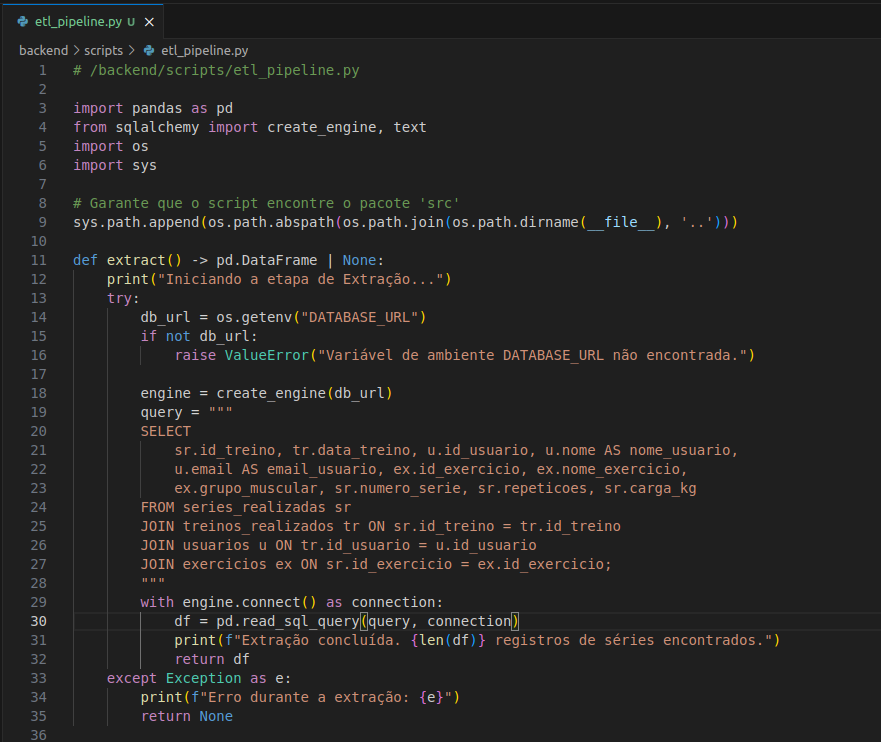 etl_pipeline.py U ×
backend > scripts > etl_pipeline.py
1 # /backend/scripts/etl_pipeline.py
2
3 import pandas as pd
4 from sqlalchemy import create_engine, text
5 import os
6 import sys
7
8 # Garante que o script encontre o pacote 'src'
9 sys.path.append(os.path.abspath(os.path.join(os.path.dirname(__file__), '..')))
10
11 def extract() -> pd.DataFrame | None:
12     print("Iniciando a etapa de Extração...")
13     try:
14         db_url = os.getenv("DATABASE_URL")
15         if not db_url:
16             raise ValueError("Variável de ambiente DATABASE_URL não encontrada.")
17
18         engine = create_engine(db_url)
19         query = """
20         SELECT
21             sr.id_treino, tr.data_treino, u.id_usuario, u.nome AS nome_usuario,
22             u.email AS email_usuario, ex.id_exercicio, ex.nome_exercicio,
23             ex.grupo_muscular, sr.numero_serie, sr.repeticoes, sr.carga_kg
24         FROM series_realizadas sr
25         JOIN treinos_realizados tr ON sr.id_treino = tr.id_treino
26         JOIN usuarios u ON tr.id_usuario = u.id_usuario
27         JOIN exercicios ex ON sr.id_exercicio = ex.id_exercicio;
28         """
29         with engine.connect() as connection:
30             df = pd.read_sql_query(query, connection)
31             print(f"Extração concluída. {len(df)} registros de séries encontrados.")
32             return df
33     except Exception as e:
34         print(f"Erro durante a extração: {e}")
35         return None
36